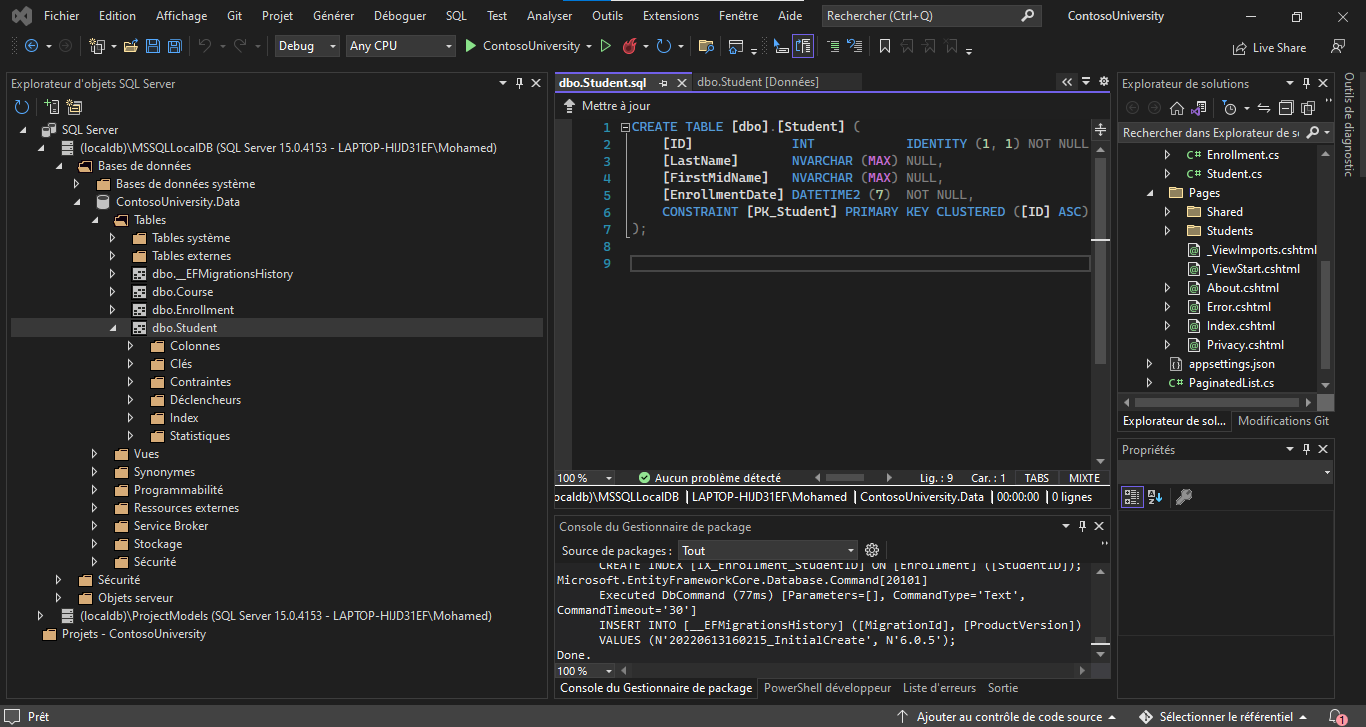 Fichier Edition Affichage Git Projet Générer Déboguer SQL Test Analyser Outils Extensions Fenêtre Aide Rechercher (Ctrl+Q) ContosoUniversity
Debug Any CPU ContosoUniversity Live Share
Explorateur d'objets SQL Server
SQL Server
(localdb)\MSSQLLocalDB (SQL Server 15.0.4153 - LAPTOP-HIJD31EF\Mohamed)
Bases de données
Bases de données système
ContosoUniversity.Data
Tables
Tables système
Tables externes
dbo.__EFMigrationsHistory
dbo.Course
dbo.Enrollment
dbo.Student
Colonnes
Clés
Contraintes
Déclencheurs
Index
Statistiques
Vues
Synonymes
Programmabilité
Ressources externes
Service Broker
Stockage
Sécurité
Sécurité
Objets serveur
(localdb)\ProjectModels (SQL Server 15.0.4153 - LAPTOP-HIJD31EF\Mohamed)
Projets - ContosoUniversity
dbo.Student.sql dbo.Student [Données]
Mettre à jour
1 CREATE TABLE [dbo].[Student] (
2 [ID] INT IDENTITY (1, 1) NOT NULL
3 [LastName] NVARCHAR (MAX) NULL,
4 [FirstMidName] NVARCHAR (MAX) NULL,
5 [EnrollmentDate] DATETIME2 (7) NOT NULL,
6 CONSTRAINT [PK_Student] PRIMARY KEY CLUSTERED ([ID] ASC)
7 );
8
9
100 % Aucun problème détecté Lig. : 9 Car. : 1 TABS MIXTE
ocaldb)\MSSQLLocalDB LAPTOP-HIJD31EF\Mohamed ContosoUniversity.Data 00:00:00 0 lignes
Console du Gestionnaire de package
Source de packages : Tout
CREATE INDEX [IX_Enrollment_StudentID] ON [Enrollment] ([StudentID]);
Microsoft.EntityFrameworkCore.Database.Command[20101]
Executed DbCommand (77ms) [Parameters=[], CommandType='Text',
CommandTimeout='30']
INSERT INTO [__EFMigrationsHistory] ([MigrationId], [ProductVersion])
VALUES (N'20220613160215_InitialCreate', N'6.0.5');
Done.
100 %
Console du Gestionnaire de package PowerShell développeur Liste d'erreurs Sortie
Explorateur de solutions
Rechercher dans Explorateur de sc
C# Enrollment.cs
C# Student.cs
Pages
Shared
Students
_ViewImports.cshtml
_ViewStart.cshtml
About.cshtml
Error.cshtml
Index.cshtml
Privacy.cshtml
appsettings.json
C# PaginatedList.cs
Explorateur de sol... Modifications Git
Propriétés
Outils de diagnostic
Prêt Ajouter au contrôle de code source Sélectionner le référentiel 1